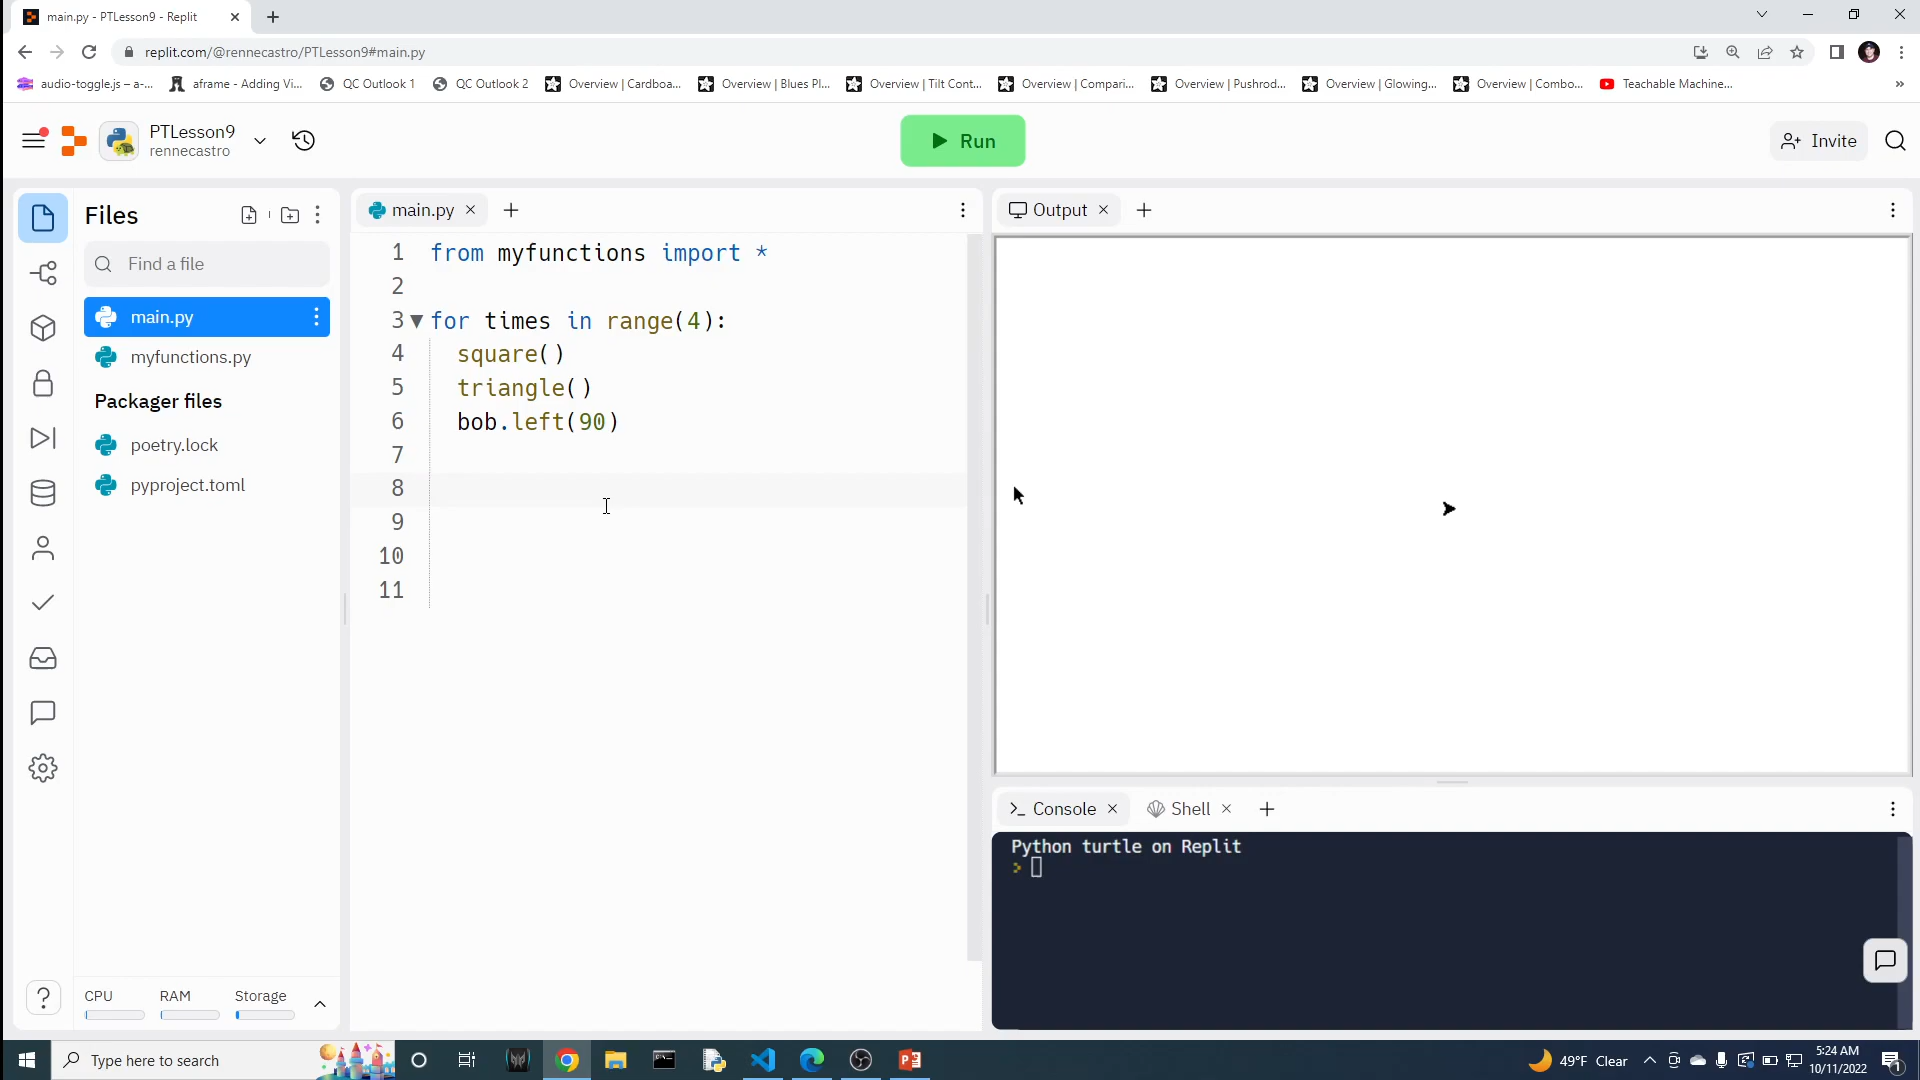 main.py - PTLesson9 - Replit
replit.com/@rennecastro/PTLesson9#main.py
audio-toggle.js – a-...
aframe - Adding Vi...
QC Outlook 1
QC Outlook 2
Overview | Cardboa...
Overview | Blues Pl...
Overview | Tilt Cont...
Overview | Compari...
Overview | Pushrod...
Overview | Glowing...
Overview | Combo...
Teachable Machine...
»
PTLesson9
rennecastro
Run
Invite
Files
Find a file
main.py
myfunctions.py
Packager files
poetry.lock
pyproject.toml
CPU
RAM
Storage
?
main.py
1 from myfunctions import *
2
3 for times in range(4):
4 square()
5 triangle()
6 bob.left(90)
7
8
9
10
11
Output
Console
Shell
Python turtle on Replit
>
Type here to search
49°F Clear
5:24 AM
10/11/2022
1